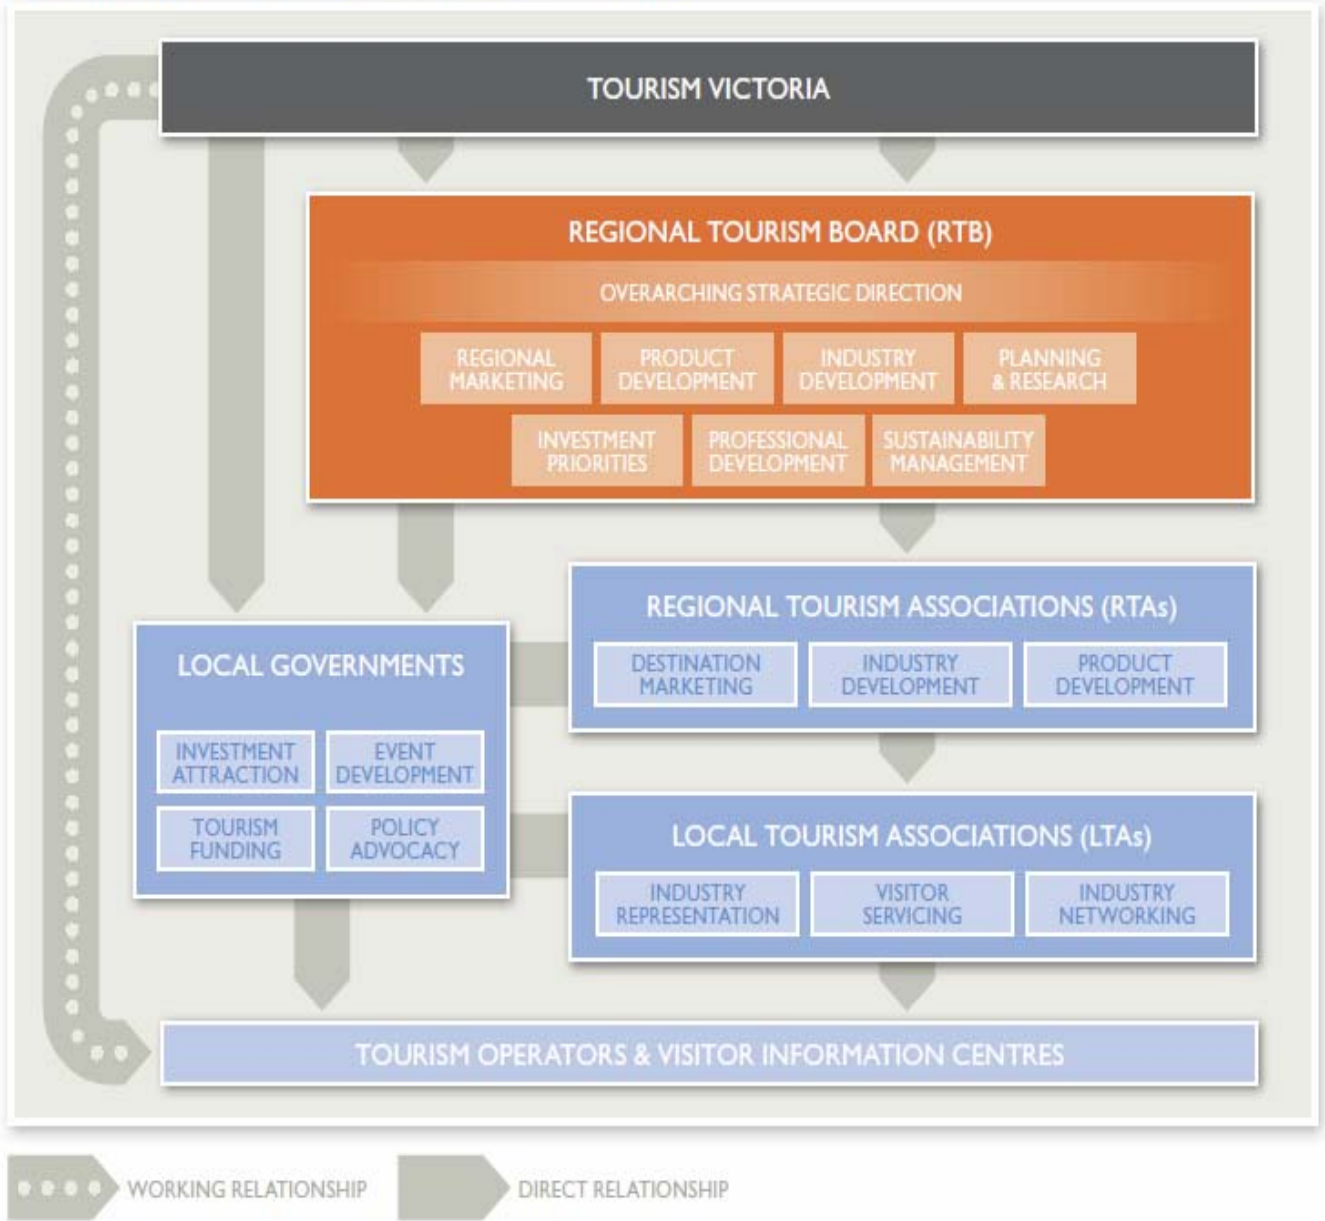 TOURISM VICTORIA
REGIONAL TOURISM BOARD (RTB)
OVERARCHING STRATEGIC DIRECTION
REGIONAL
MARKETING
PRODUCT
DEVELOPMENT
INDUSTRY
DEVELOPMENT
PLANNING
& RESEARCH
INVESTMENT
PRIORITIES
PROFESSIONAL
DEVELOPMENT
SUSTAINABILITY
MANAGEMENT
LOCAL GOVERNMENTS
INVESTMENT
ATTRACTION
EVENT
DEVELOPMENT
TOURISM
FUNDING
POLICY
ADVOCACY
REGIONAL TOURISM ASSOCIATIONS (RTAs)
DESTINATION
MARKETING
INDUSTRY
DEVELOPMENT
PRODUCT
DEVELOPMENT
LOCAL TOURISM ASSOCIATIONS (LTAs)
INDUSTRY
REPRESENTATION
VISITOR
SERVICING
INDUSTRY
NETWORKING
TOURISM OPERATORS & VISITOR INFORMATION CENTRES
WORKING RELATIONSHIP
DIRECT RELATIONSHIP